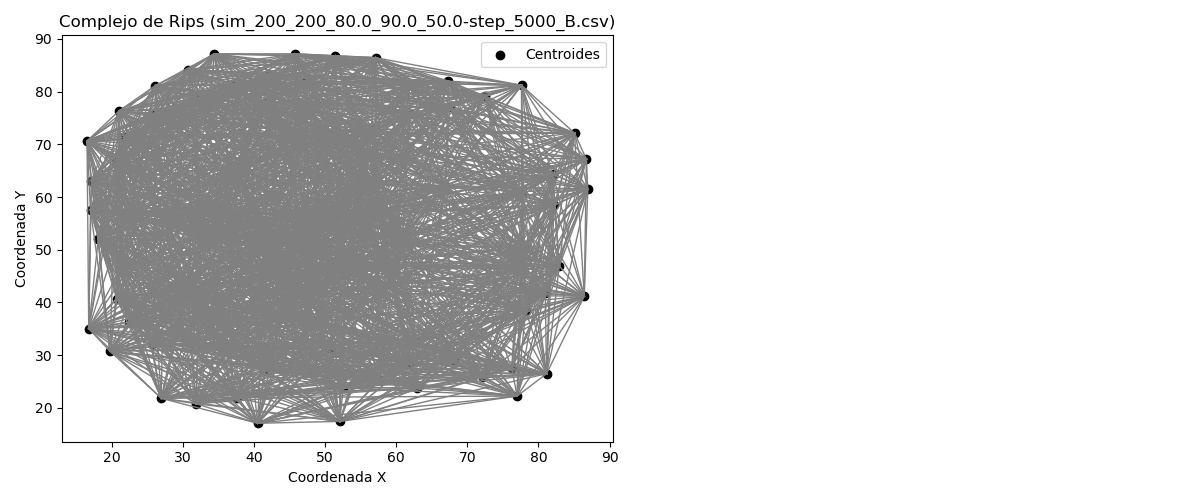 Complejo de Rips (sim_200_200_80.0_90.0_50.0-step_5000_B.csv)
Centroides
90
80
70
60
50
40
30
20
Coordenada Y
20 30 40 50 60 70 80 90
Coordenada X